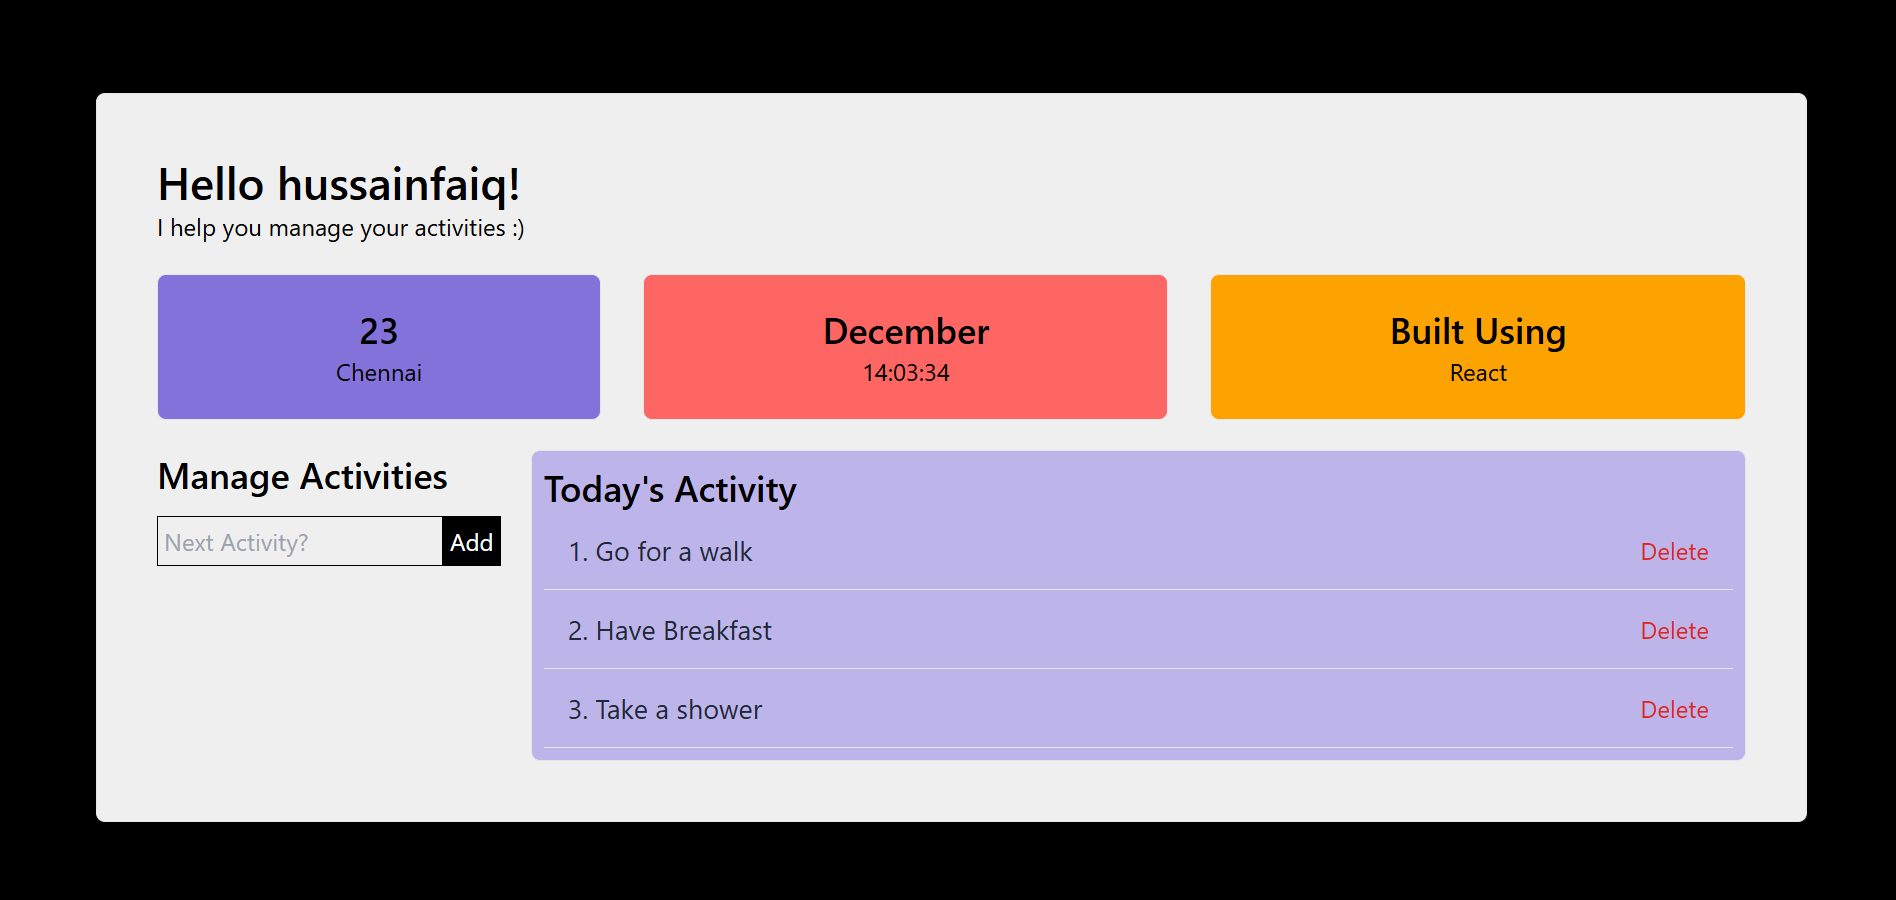 Hello hussainfaiq!
I help you manage your activities :)
23
Chennai
December
14:03:34
Built Using
React
Manage Activities
Next Activity?
Add
Today's Activity
1. Go for a walk
Delete
2. Have Breakfast
Delete
3. Take a shower
Delete